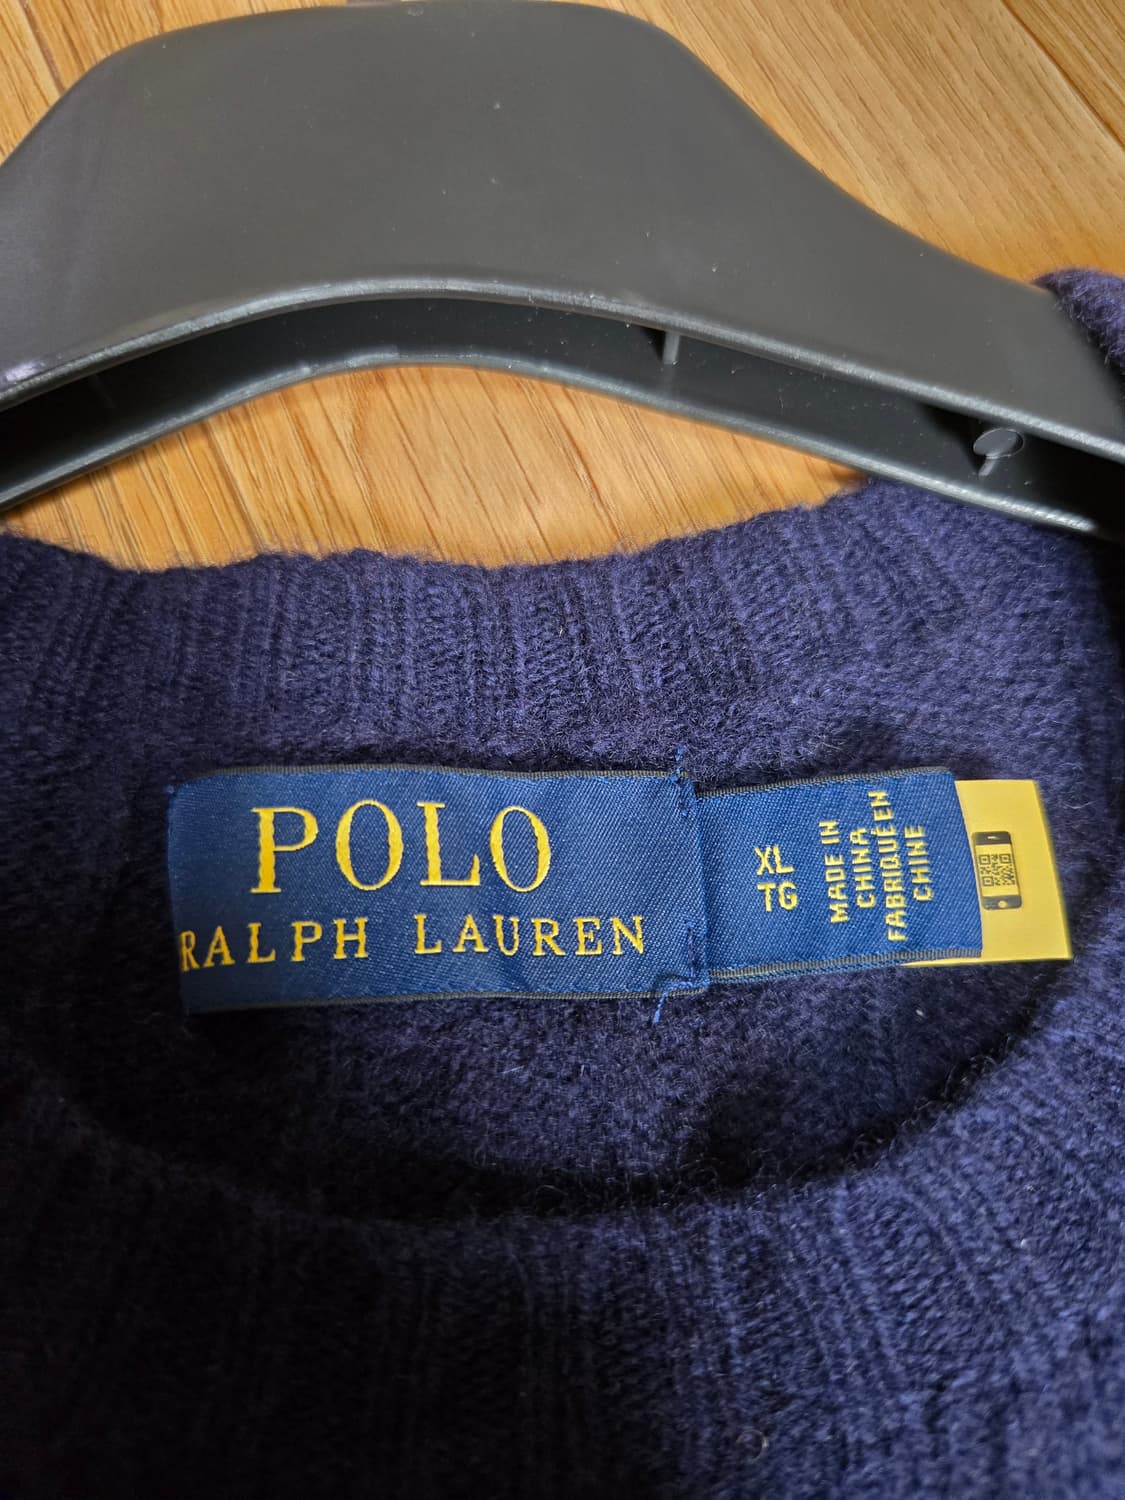 POLO
RALPH LAUREN
XL
TG
MADE IN
CHINA
FABRIQUÉ EN
CHINE